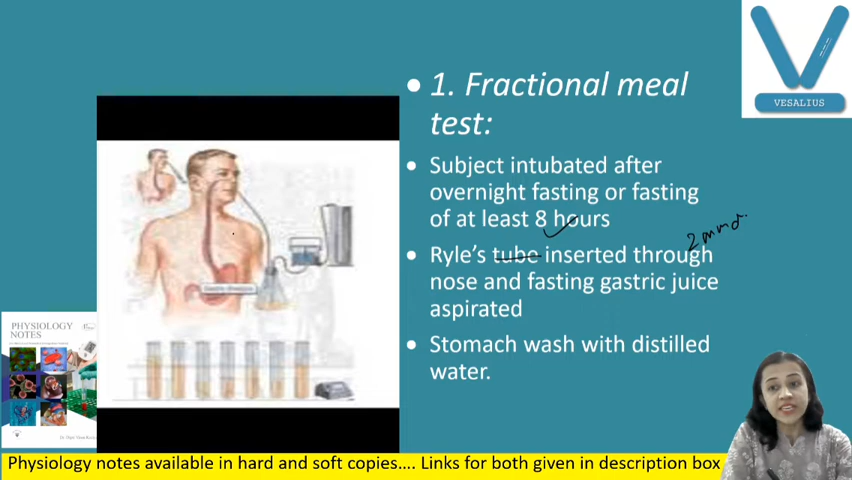 VESALIUS
• 1. Fractional meal
test:
• Subject intubated after
overnight fasting or fasting
of at least 8 hours
2 mm
• Ryle's tube inserted through
nose and fasting gastric juice
aspirated
• Stomach wash with distilled
water.
PHYSIOLOGY
NOTES
Physiology notes available in hard and soft copies.... Links for both given in description box